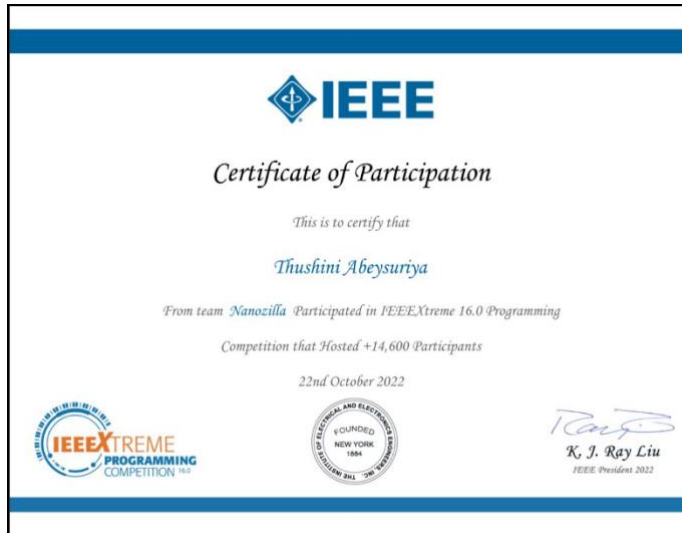 IEEE
Certificate of Participation
This is to certify that
Thushini Abeysuriya
From team Nanozilla Participated in IEEEXtreme 16.0 Programming
Competition that Hosted +14,600 Participants
22nd October 2022
IEEEXTREME
PROGRAMMING
COMPETITION 16.0
THE INSTITUTE OF ELECTRICAL AND ELECTRONICS ENGINEERS, INC.
FOUNDED
NEW YORK
1884
K. J. Ray Liu
IEEE President 2022